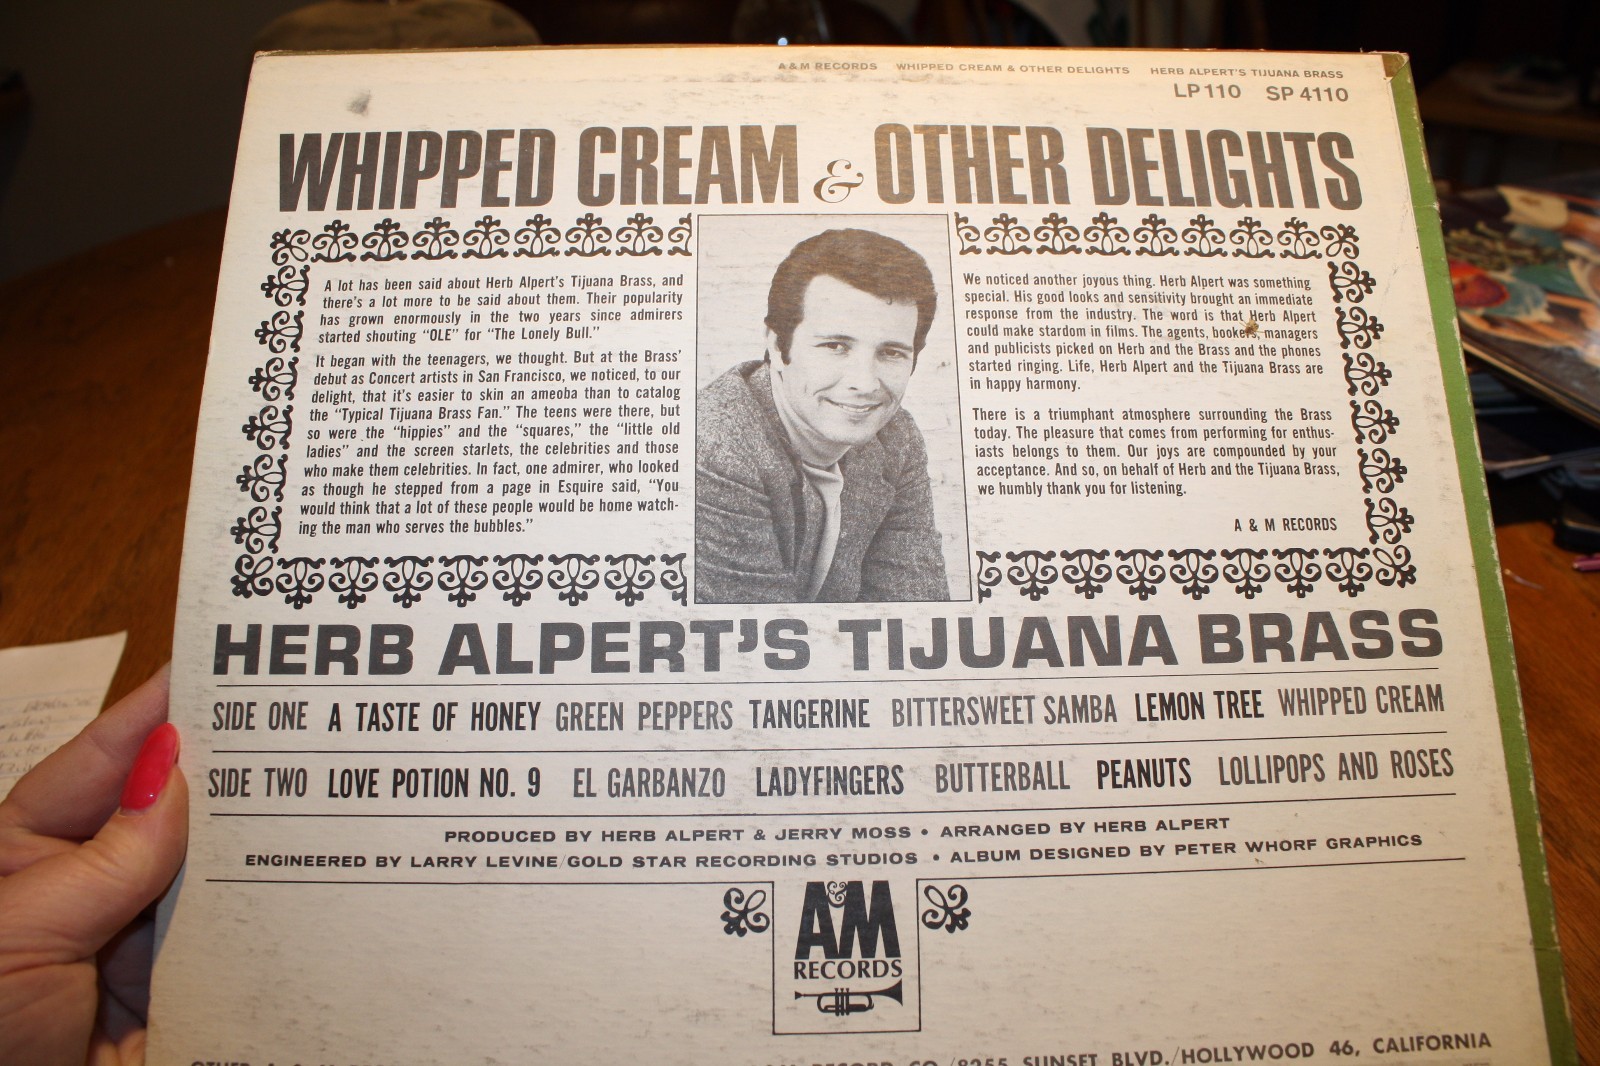 A&M RECORDS WHIPPED CREAM & OTHER DELIGHTS HERB ALPERT'S TIJUANA BRASS
LP 110 SP 4110
WHIPPED CREAM & OTHER DELIGHTS
A lot has been said about Herb Alpert's Tijuana Brass, and
there's a lot more to be said about them. Their popularity
has grown enormously in the two years since admirers
started shouting "OLE" for "The Lonely Bull."
It began with the teenagers, we thought. But at the Brass'
debut as Concert artists in San Francisco, we noticed, to our
delight, that it's easier to skin an ameoba than to catalog
the "Typical Tijuana Brass Fan." The teens were there, but
so were the "hippies" and the "squares," the "little old
ladies" and the screen starlets, the celebrities and those
who make them celebrities. In fact, one admirer, who looked
as though he stepped from a page in Esquire said, "You
would think that a lot of these people would be home watch-
ing the man who serves the bubbles."
We noticed another joyous thing. Herb Alpert was something
special. His good looks and sensitivity brought an immediate
response from the industry. The word is that Herb Alpert
could make stardom in films. The agents, bookers, managers
and publicists picked on Herb and the Brass and the phones
started ringing. Life, Herb Alpert and the Tijuana Brass are
in happy harmony.
There is a triumphant atmosphere surrounding the Brass
today. The pleasure that comes from performing for enthus-
iasts belongs to them. Our joys are compounded by your
acceptance. And so, on behalf of Herb and the Tijuana Brass,
we humbly thank you for listening.
A & M RECORDS
HERB ALPERT'S TIJUANA BRASS
SIDE ONE A TASTE OF HONEY GREEN PEPPERS TANGERINE BITTERSWEET SAMBA LEMON TREE WHIPPED CREAM
SIDE TWO LOVE POTION NO. 9 EL GARBANZO LADYFINGERS BUTTERBALL PEANUTS LOLLIPOPS AND ROSES
PRODUCED BY HERB ALPERT & JERRY MOSS • ARRANGED BY HERB ALPERT
ENGINEERED BY LARRY LEVINE/GOLD STAR RECORDING STUDIOS • ALBUM DESIGNED BY PETER WHORF GRAPHICS
A&M
RECORDS
RECORD CO./8255 SUNSET BLVD./HOLLYWOOD 46, CALIFORNIA